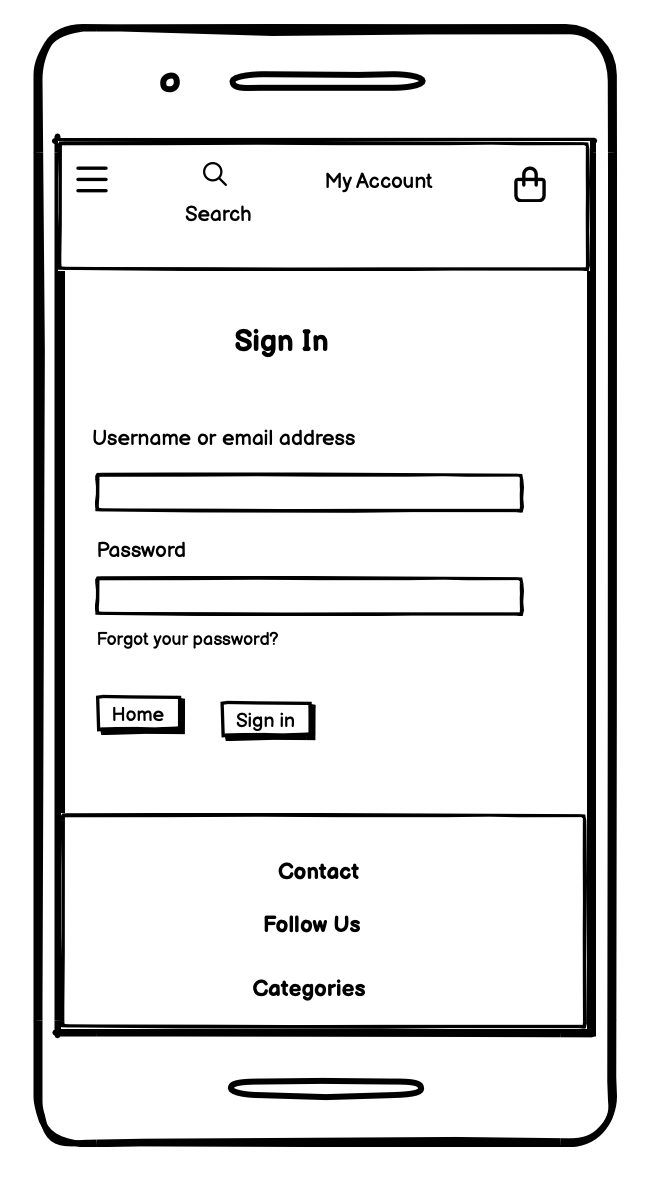 My Account
Search
Sign In
Username or email address
Password
Forgot your password?
Home
Sign in
Contact
Follow Us
Categories